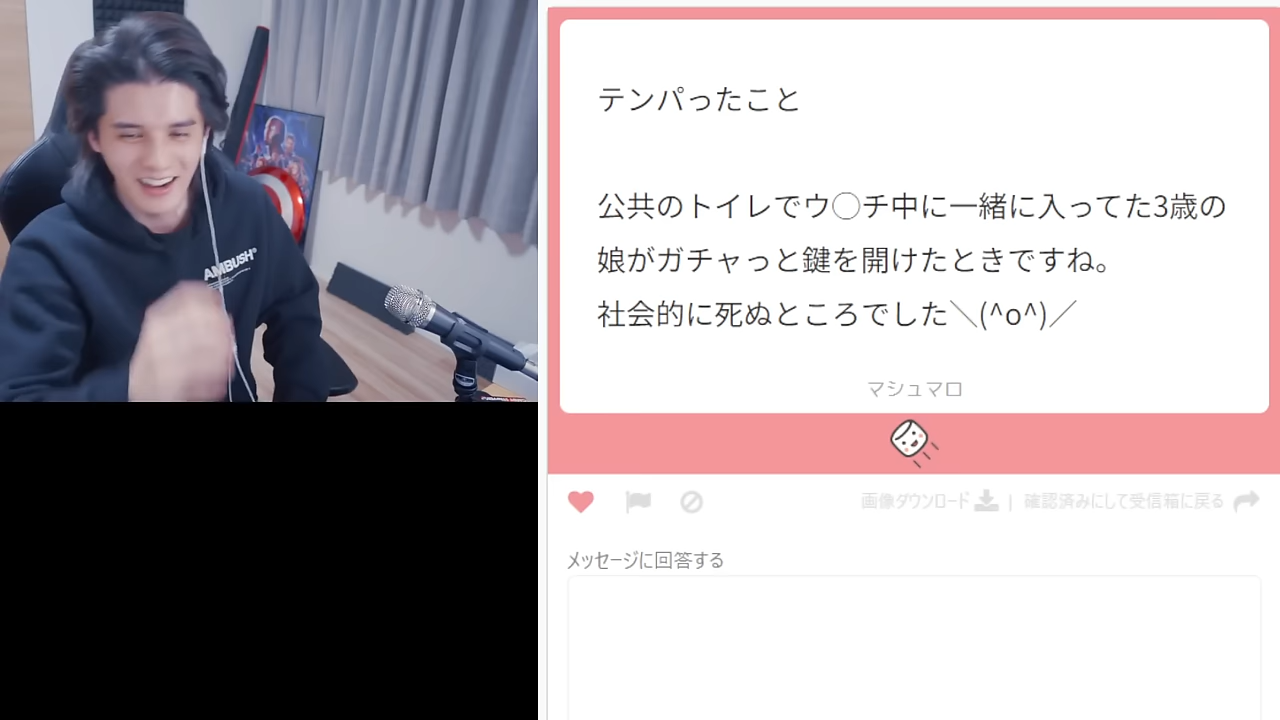 AMBUSH®
テンパったこと
公共のトイレでウ◯チ中に一緒に入ってた3歳の
娘がガチャっと鍵を開けたときですね。
社会的に死ぬところでした＼(^o^)／
マシュマロ
画像ダウンロード | 確認済みにして受信箱に戻る
メッセージに回答する